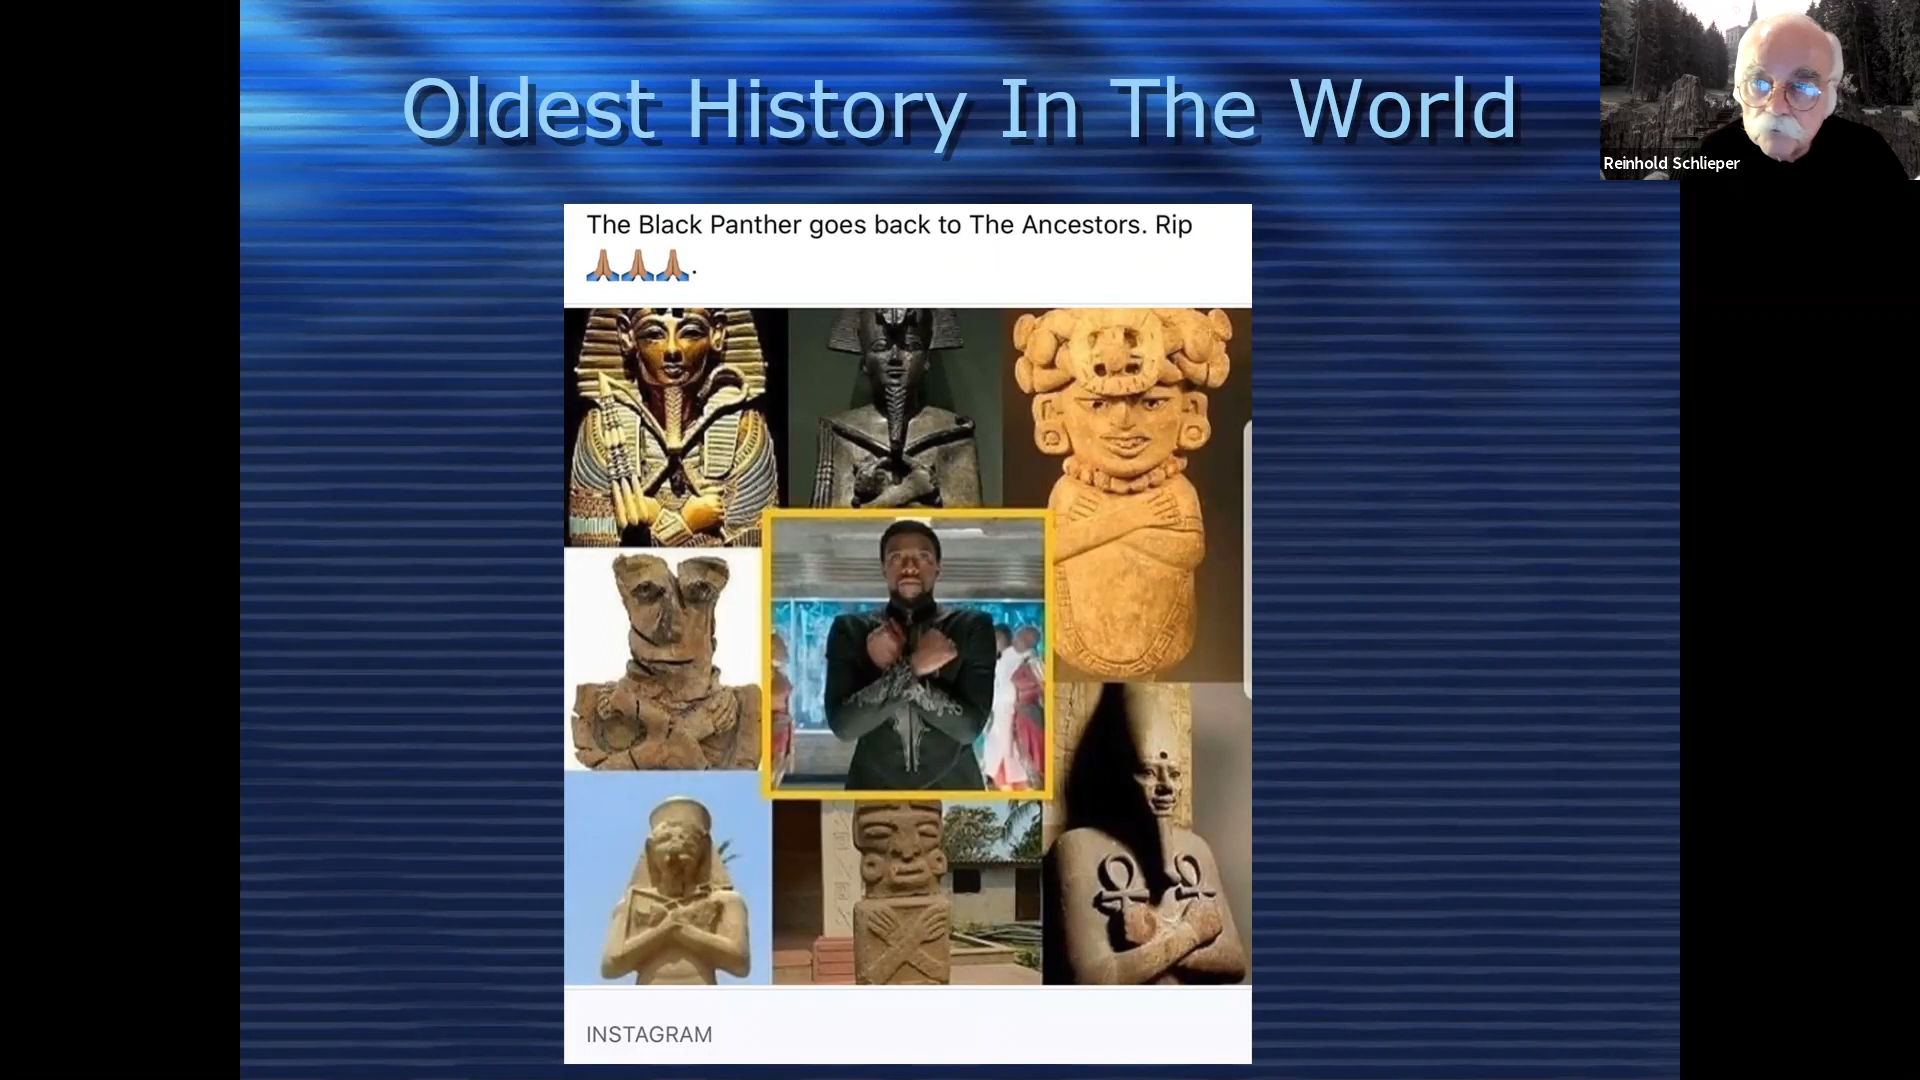 Oldest History In The World
Reinhold Schlieper
The Black Panther goes back to The Ancestors. Rip
🙏🏽🙏🏽🙏🏽.
INSTAGRAM